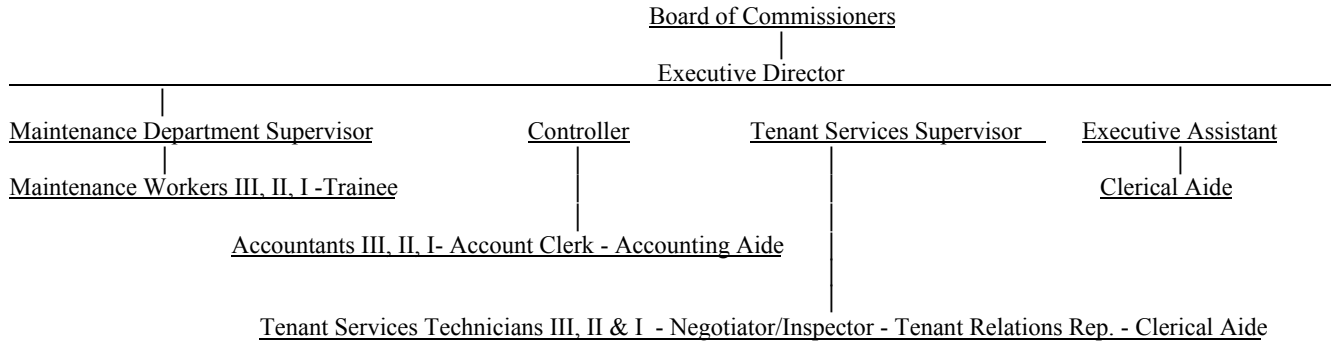 Board of Commissioners
Executive Director
Maintenance Department Supervisor Controller Tenant Services Supervisor Executive Assistant
Maintenance Workers III, II, I -Trainee Clerical Aide
Accountants III, II, I- Account Clerk - Accounting Aide
Tenant Services Technicians III, II & I - Negotiator/Inspector - Tenant Relations Rep. - Clerical Aide